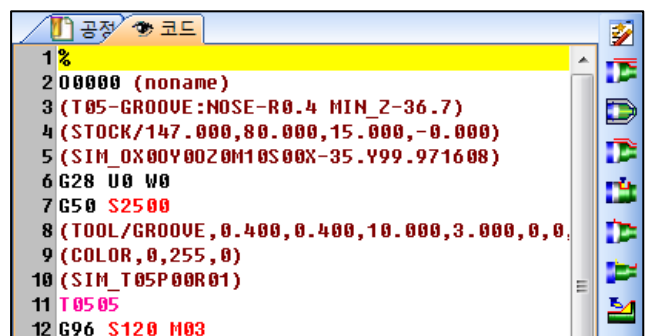 공정 코드
1 %
2 O0000 (noname)
3 (T05-GROOVE:NOSE-R0.4 MIN_Z-36.7)
4 (STOCK/147.000,80.000,15.000,-0.000)
5 (SIM_OX0OY0OZ0M10S00X-35.Y99.971608)
6 G28 U0 W0
7 G50 S2500
8 (TOOL/GROOVE,0.400,0.400,10.000,3.000,0,0,
9 (COLOR,0,255,0)
10 (SIM_T05P00R01)
11 T0505
12 G96 S120 M03